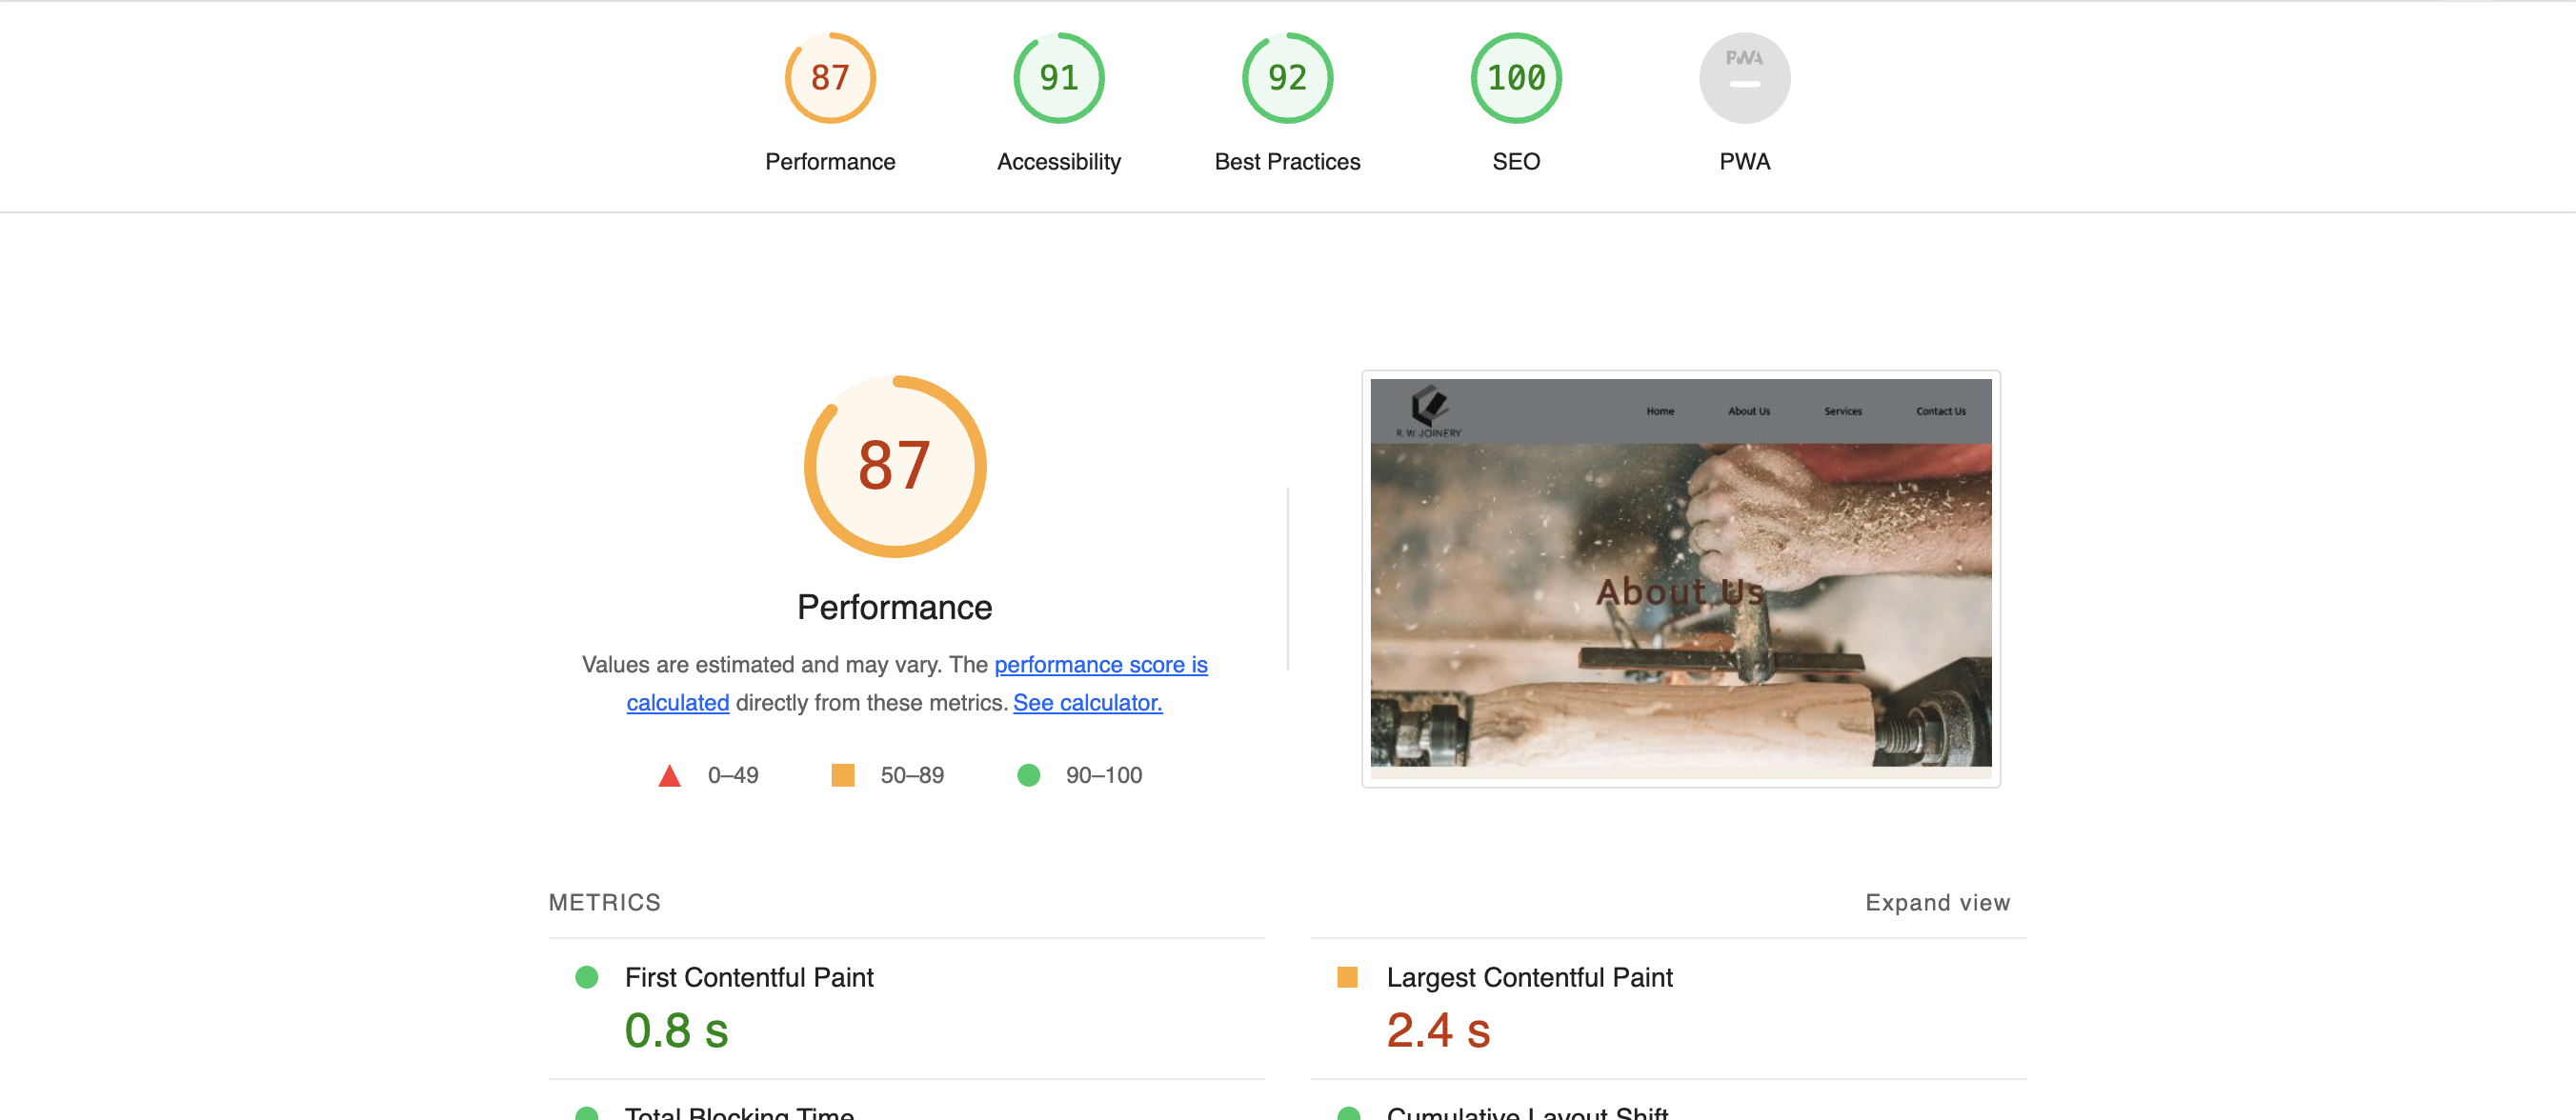 87
91
92
100
PWA
Performance
Accessibility
Best Practices
SEO
PWA
87
Performance
Values are estimated and may vary. The performance score is
calculated directly from these metrics. See calculator.
0–49
50–89
90–100
R. W. JOINERY
Home
About Us
Services
Contact Us
About Us
METRICS
Expand view
First Contentful Paint
0.8 s
Largest Contentful Paint
2.4 s
Total Blocking Time
Cumulative Layout Shift